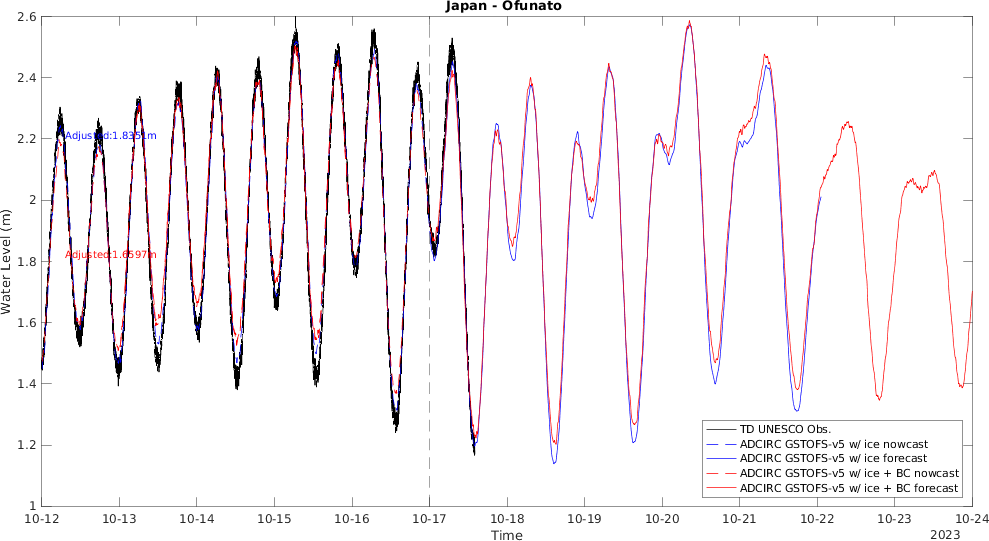 Japan - Ofunato
2.6
2.4
2.2
2
1.8
1.6
1.4
1.2
1
Water Level (m)
Adjusted:1.8351m
Adjusted:1.6597m
TD UNESCO Obs.
ADCIRC GSTOFS-v5 w/ ice nowcast
ADCIRC GSTOFS-v5 w/ ice forecast
ADCIRC GSTOFS-v5 w/ ice + BC nowcast
ADCIRC GSTOFS-v5 w/ ice + BC forecast
10-12 10-13 10-14 10-15 10-16 10-17 10-18 10-19 10-20 10-21 10-22 10-23 10-24
Time
2023